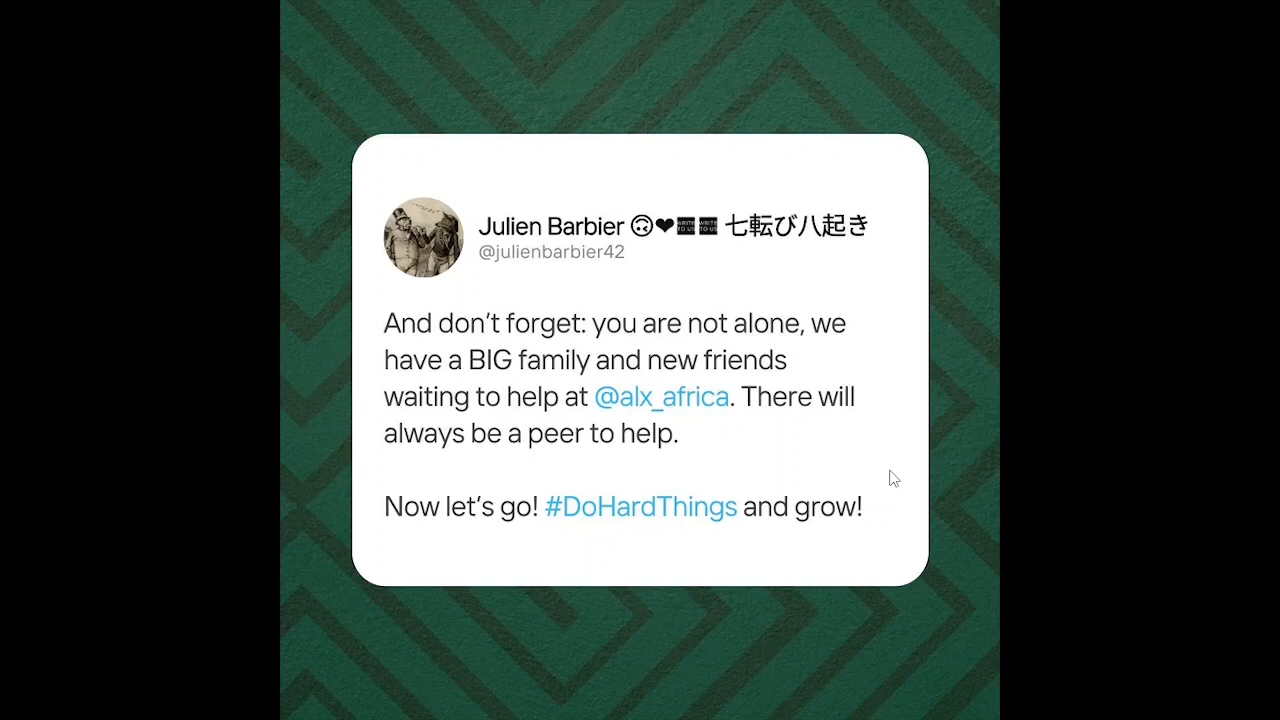 Julien Barbier 🙃❤ 七転び八起き
@julienbarbier42
And don't forget: you are not alone, we
have a BIG family and new friends
waiting to help at @alx_africa. There will
always be a peer to help.
Now let's go! #DoHardThings and grow!